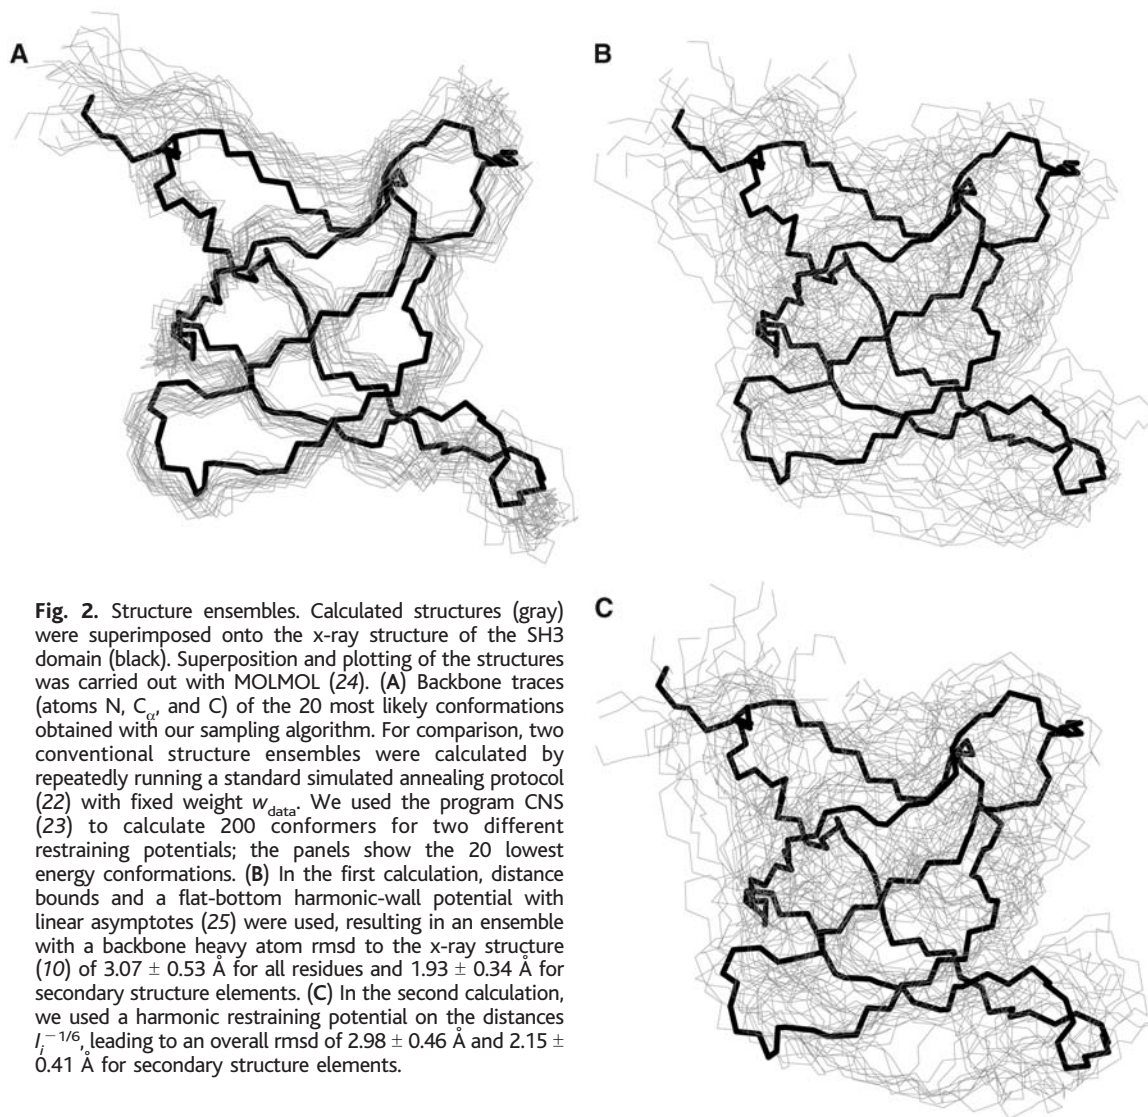 A
B
Fig. 2. Structure ensembles. Calculated structures (gray)
were superimposed onto the x-ray structure of the SH3
domain (black). Superposition and plotting of the structures
was carried out with MOLMOL (24). (A) Backbone traces
(atoms N, Cα, and C) of the 20 most likely conformations
obtained with our sampling algorithm. For comparison, two
conventional structure ensembles were calculated by
repeatedly running a standard simulated annealing protocol
(22) with fixed weight wdata. We used the program CNS
(23) to calculate 200 conformers for two different
restraining potentials; the panels show the 20 lowest
energy conformations. (B) In the first calculation, distance
bounds and a flat-bottom harmonic-wall potential with
linear asymptotes (25) were used, resulting in an ensemble
with a backbone heavy atom rmsd to the x-ray structure
(10) of 3.07 ± 0.53 Å for all residues and 1.93 ± 0.34 Å for
secondary structure elements. (C) In the second calculation,
we used a harmonic restraining potential on the distances
Ii−1/6, leading to an overall rmsd of 2.98 ± 0.46 Å and 2.15 ±
0.41 Å for secondary structure elements.
C